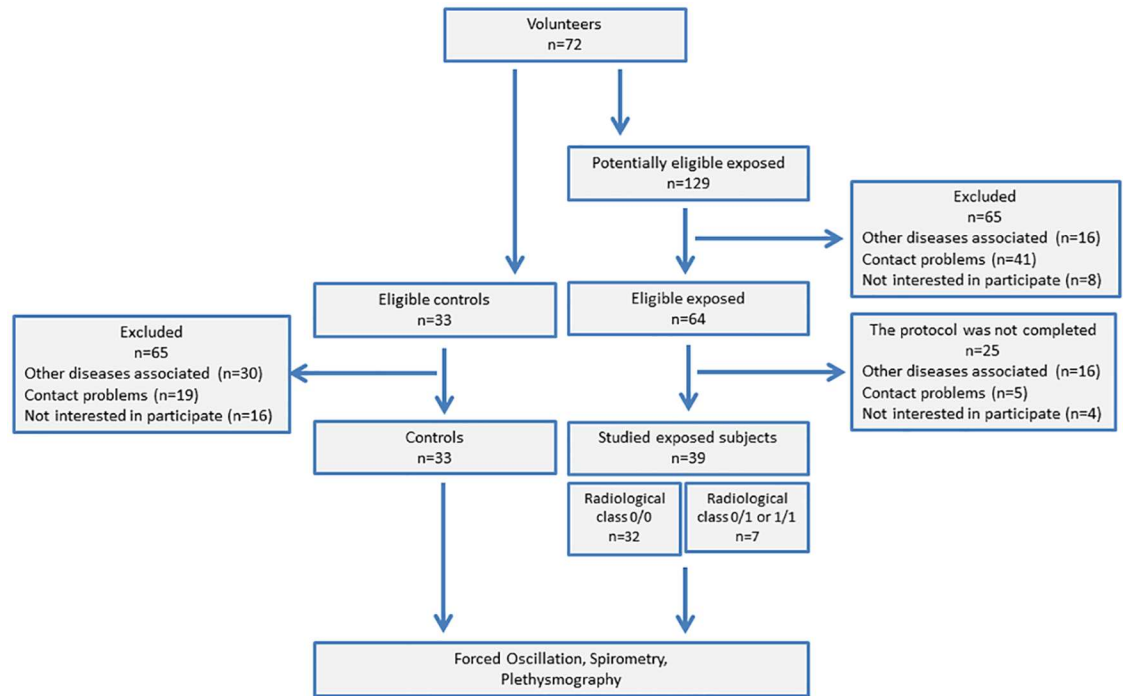 Volunteers
n=72
Potentially eligible exposed
n=129
Excluded
n=65
Other diseases associated (n=16)
Contact problems (n=41)
Not interested in participate (n=8)
Eligible controls
n=33
Eligible exposed
n=64
Excluded
n=65
Other diseases associated (n=30)
Contact problems (n=19)
Not interested in participate (n=16)
The protocol was not completed
n=25
Other diseases associated (n=16)
Contact problems (n=5)
Not interested in participate (n=4)
Controls
n=33
Studied exposed subjects
n=39
Radiological
class 0/0
n=32
Radiological
class 0/1 or 1/1
n=7
Forced Oscillation, Spirometry,
Plethysmography